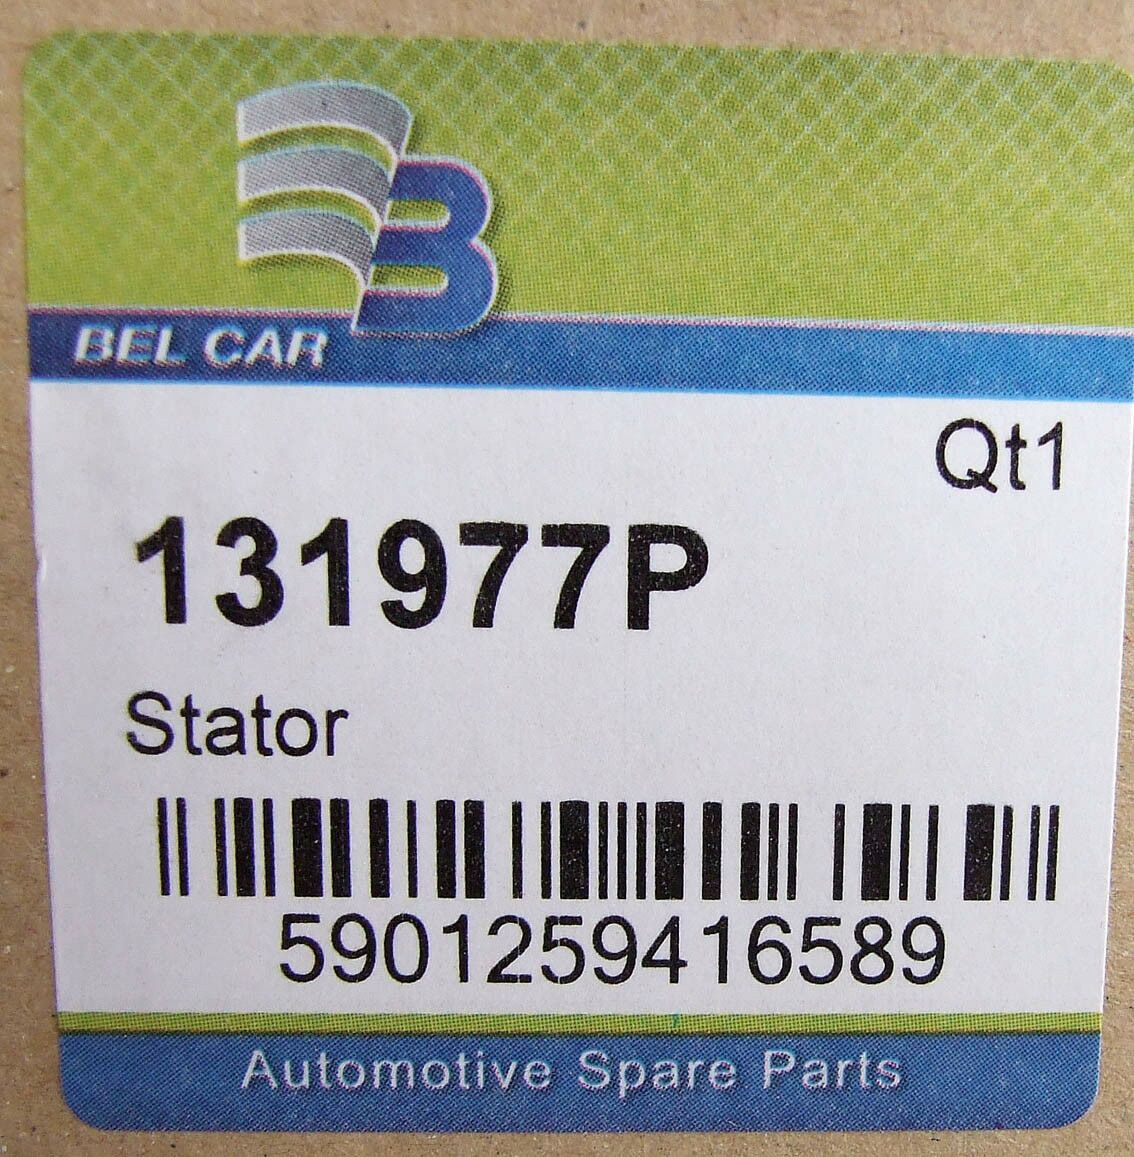 B
BEL CAR
Qt1
131977P
Stator
5901259416589
Automotive Spare Parts